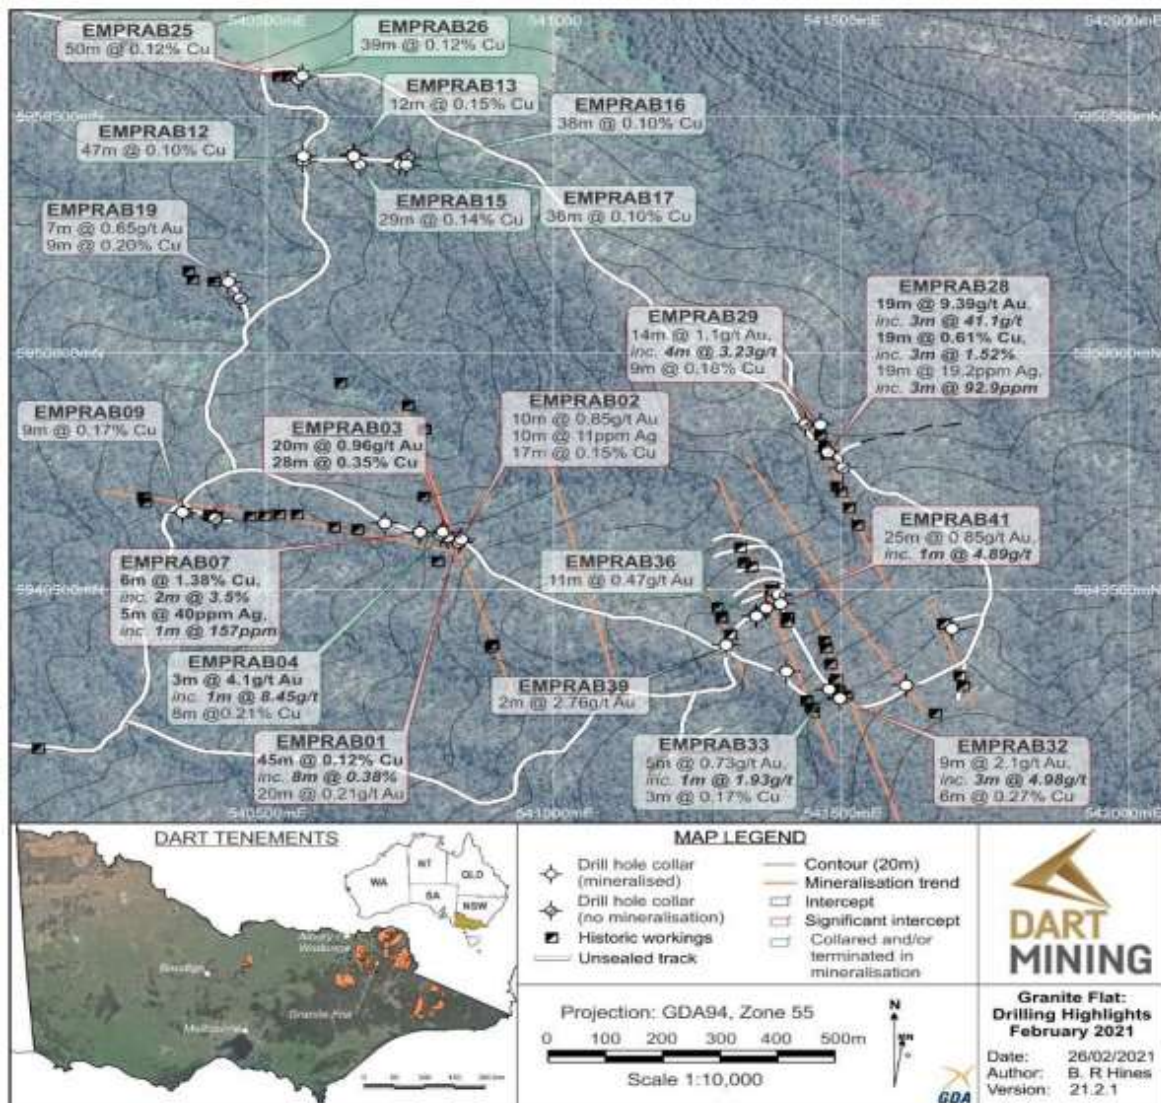 540500mE
541000mE
541500mE
542000mE
EMPRAB25
50m @ 0.12% Cu
EMPRAB26
39m @ 0.12% Cu
EMPRAB13
12m @ 0.15% Cu
EMPRAB16
38m @ 0.10% Cu
EMPRAB12
47m @ 0.10% Cu
EMPRAB15
29m @ 0.14% Cu
EMPRAB17
36m @ 0.10% Cu
EMPRAB19
7m @ 0.65g/t Au
9m @ 0.20% Cu
EMPRAB28
19m @ 9.39g/t Au,
inc. 3m @ 41.1g/t
19m @ 0.61% Cu,
inc. 3m @ 1.52%
19m @ 19.2ppm Ag,
inc. 3m @ 92.9ppm
EMPRAB29
14m @ 1.1g/t Au,
inc. 4m @ 3.23g/t
9m @ 0.18% Cu
EMPRAB02
10m @ 0.85g/t Au
10m @ 11ppm Ag
17m @ 0.15% Cu
EMPRAB09
9m @ 0.17% Cu
EMPRAB03
20m @ 0.96g/t Au
28m @ 0.35% Cu
EMPRAB41
25m @ 0.85g/t Au,
inc. 1m @ 4.89g/t
EMPRAB07
6m @ 1.38% Cu,
inc. 2m @ 3.5%
5m @ 40ppm Ag,
inc. 1m @ 157ppm
EMPRAB36
11m @ 0.47g/t Au
EMPRAB04
3m @ 4.1g/t Au
inc. 1m @ 8.45g/t
8m @0.21% Cu
EMPRAB39
2m @ 2.76g/t Au
EMPRAB01
45m @ 0.12% Cu
inc. 8m @ 0.38%
20m @ 0.21g/t Au
EMPRAB33
5m @ 0.73g/t Au,
inc. 1m @ 1.93g/t
3m @ 0.17% Cu
EMPRAB32
9m @ 2.1g/t Au,
inc. 3m @ 4.98g/t
6m @ 0.27% Cu
540500mE
541000mE
541500mE
542000mE
DART TENEMENTS
WA
NT
SA
QLD
NSW
Albury -
Wodonga
Bendigo
Melbourne
Granite Flat
MAP LEGEND
Drill hole collar
(mineralised)
Drill hole collar
(no mineralisation)
Historic workings
Unsealed track
Contour (20m)
Mineralisation trend
Intercept
Significant intercept
Collared and/or
terminated in
mineralisation
Projection: GDA94, Zone 55
0 100 200 300 400 500m
Scale 1:10,000
N
MN
GDA
DART
MINING
Granite Flat:
Drilling Highlights
February 2021
Date: 26/02/2021
Author: B. R Hines
Version: 21.2.1